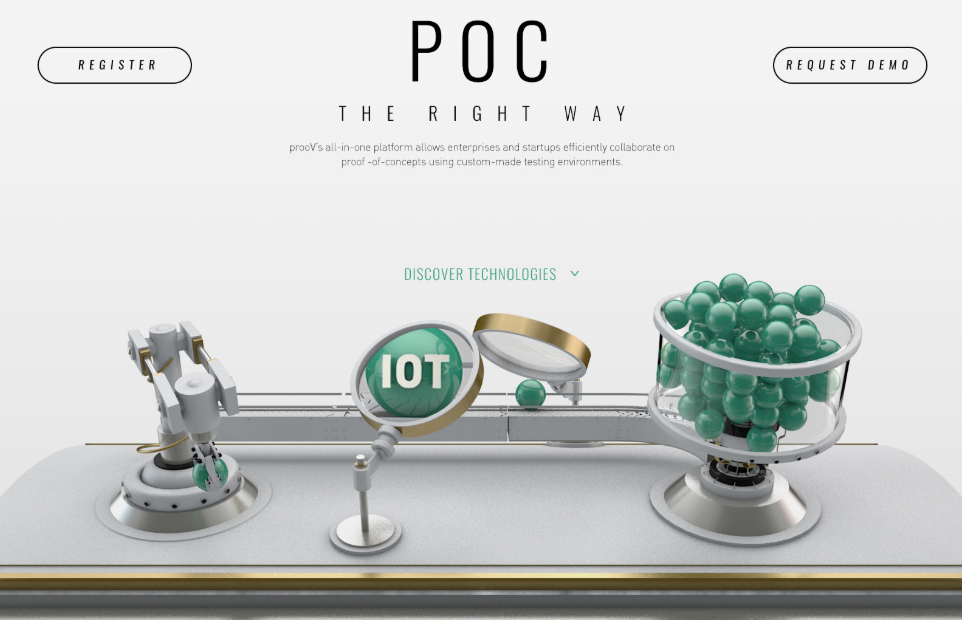 POC
REGISTER
REQUEST DEMO
THE RIGHT WAY
prooV's all-in-one platform allows enterprises and startups efficiently collaborate on
proof -of-concepts using custom-made testing environments.
DISCOVER TECHNOLOGIES
IOT